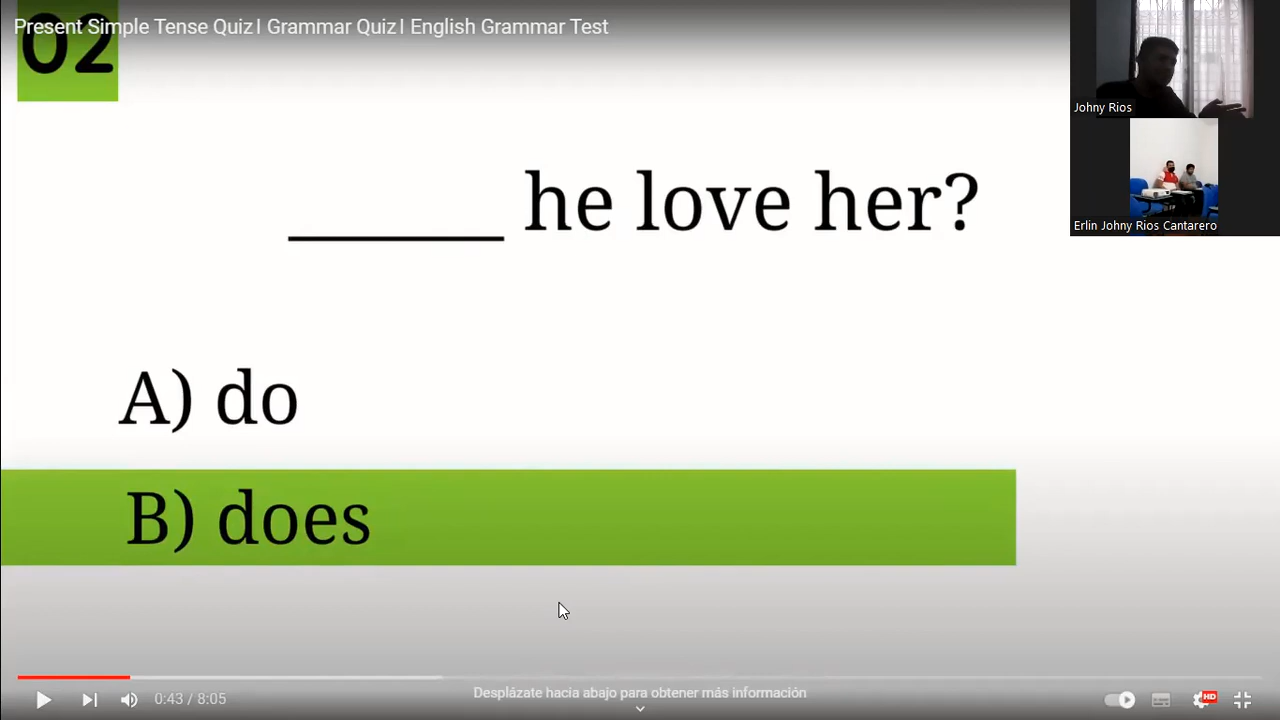 Present Simple Tense Quiz I Grammar Quiz I English Grammar Test
02
______ he love her?
A) do
B) does
Johny Rios
Erlin Johny Rios Cantarero
0:43 / 8:05
Desplázate hacia abajo para obtener más información
HD